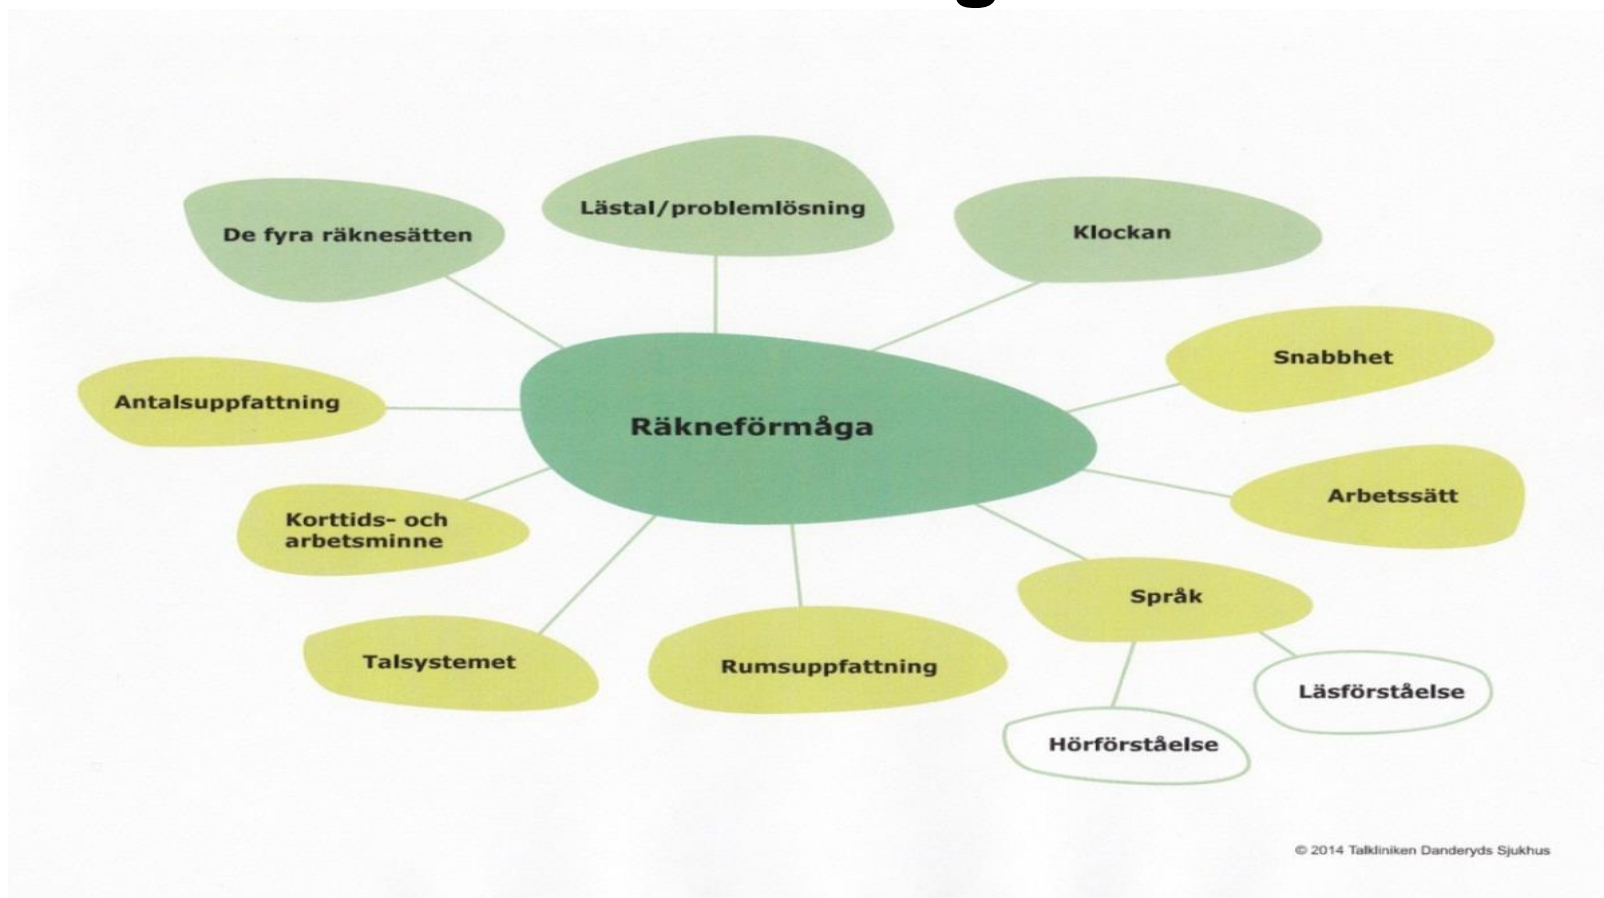 Lästal/problemlösning
De fyra räknesätten
Klockan
Snabbhet
Antalsuppfattning
Räkneförmåga
Arbetssätt
Korttids- och
arbetsminne
Språk
Talsystemet
Rumsuppfattning
Läsförståelse
Hörförståelse
© 2014 Talkliniken Danderyds Sjukhus